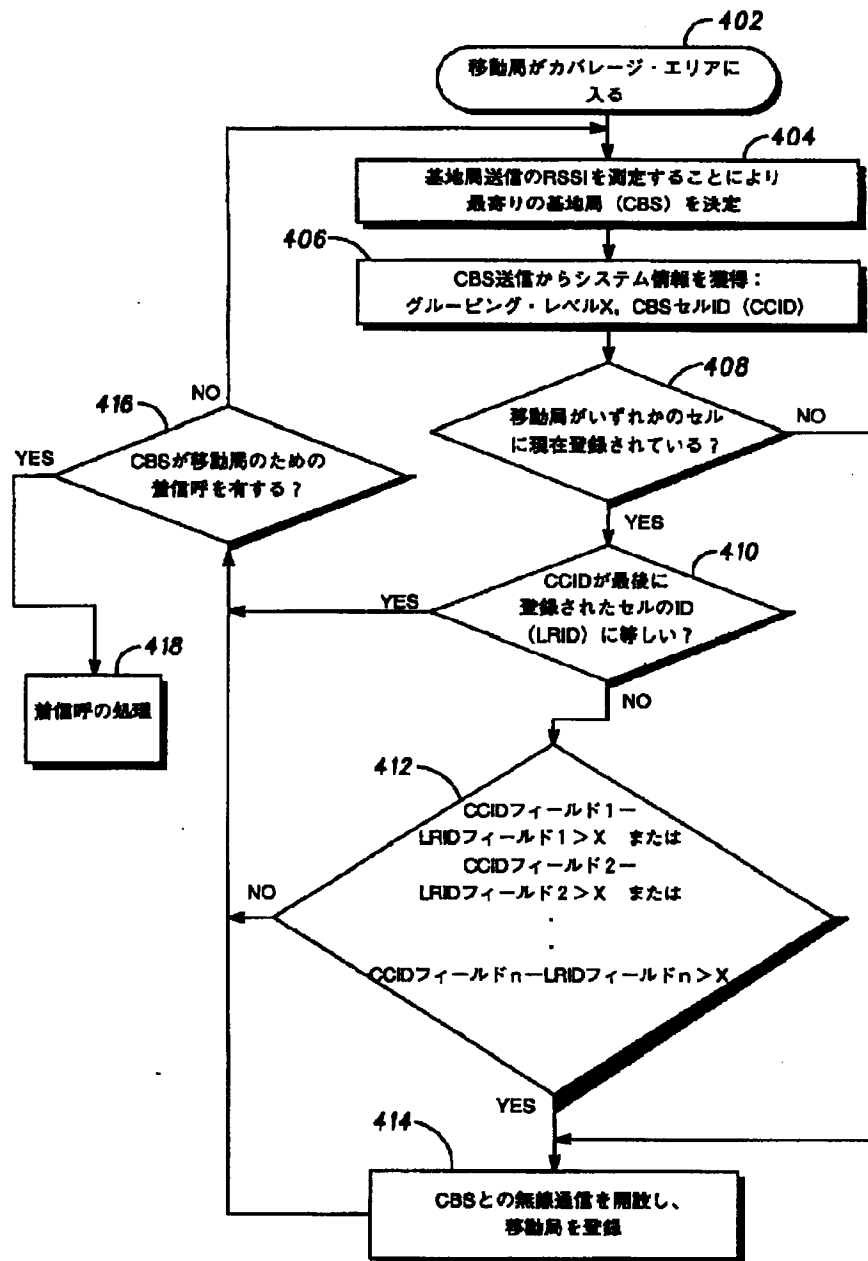 402
移動局がカバレージ・エリアに
入る
404
基地局送信のRSSIを測定することにより
最寄りの基地局（CBS）を決定
406
CBS送信からシステム情報を獲得：
グルーピング・レベルX，CBSセルID（CCID）
408
移動局がいずれかのセル
に現在登録されている？
NO
YES
410
CCIDが最後に
登録されたセルのID
（LRID）に等しい？
YES
NO
412
CCIDフィールド1－
LRIDフィールド1＞X　または
CCIDフィールド2－
LRIDフィールド2＞X　または
・
・
CCIDフィールドn－LRIDフィールドn＞X
NO
YES
414
CBSとの無線通信を開設し、
移動局を登録
416
CBSが移動局のための
着信呼を有する？
NO
YES
418
着信呼の処理